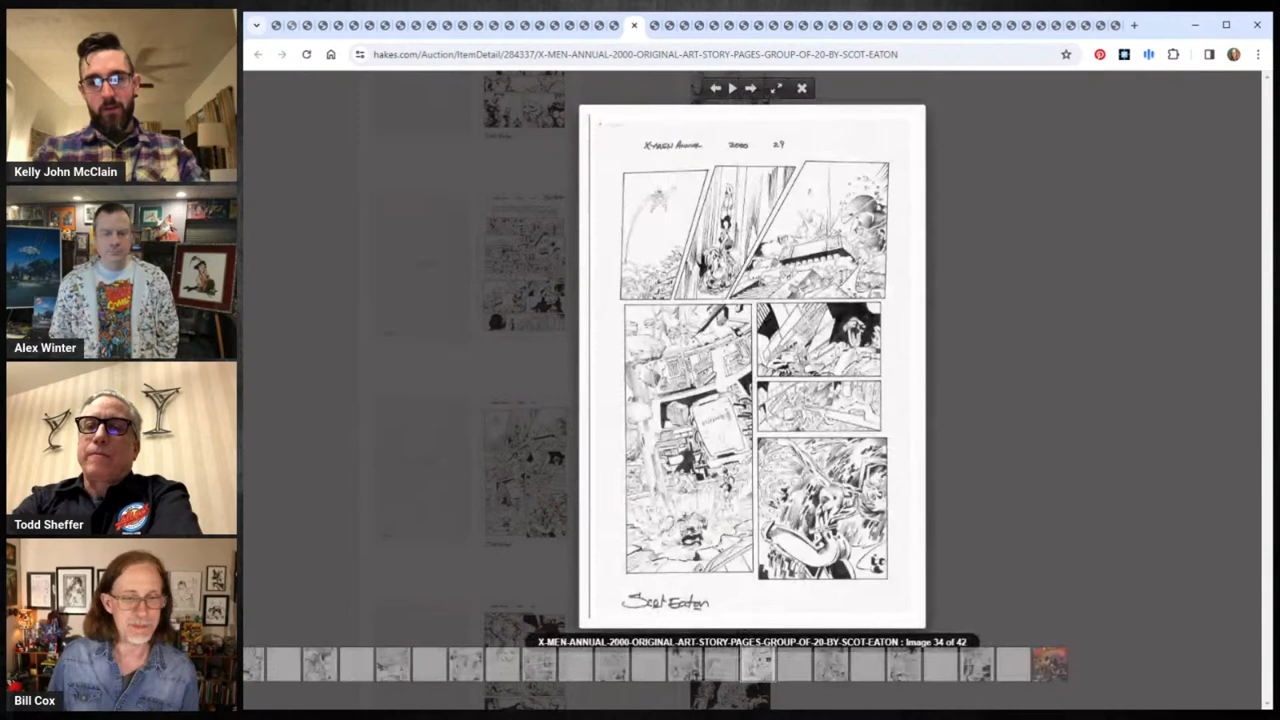 hakes.com/Auction/ItemDetail/284337/X-MEN-ANNUAL-2000-ORIGINAL-ART-STORY-PAGES-GROUP-OF-20-BY-SCOT-EATON
X-MEN Annual 2000 29
Scot Eaton
X-MEN-ANNUAL-2000-ORIGINAL-ART-STORY-PAGES-GROUP-OF-20-BY-SCOT-EATON : Image 34 of 42
Kelly John McClain
Alex Winter
Todd Sheffer
Bill Cox